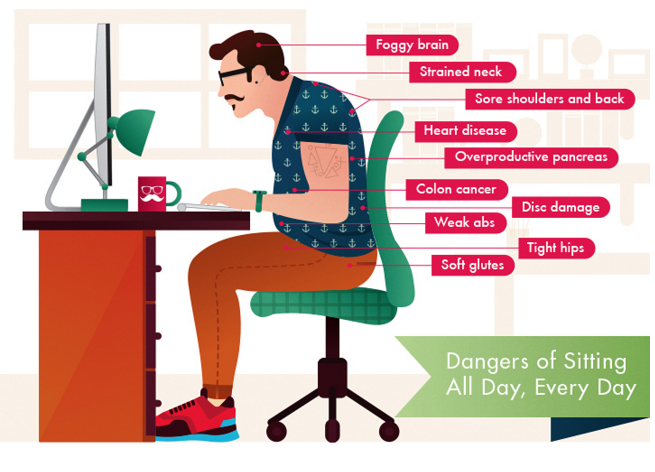 Foggy brain
Strained neck
Sore shoulders and back
Heart disease
Overproductive pancreas
Colon cancer
Disc damage
Weak abs
Tight hips
Soft glutes
Dangers of Sitting
All Day, Every Day